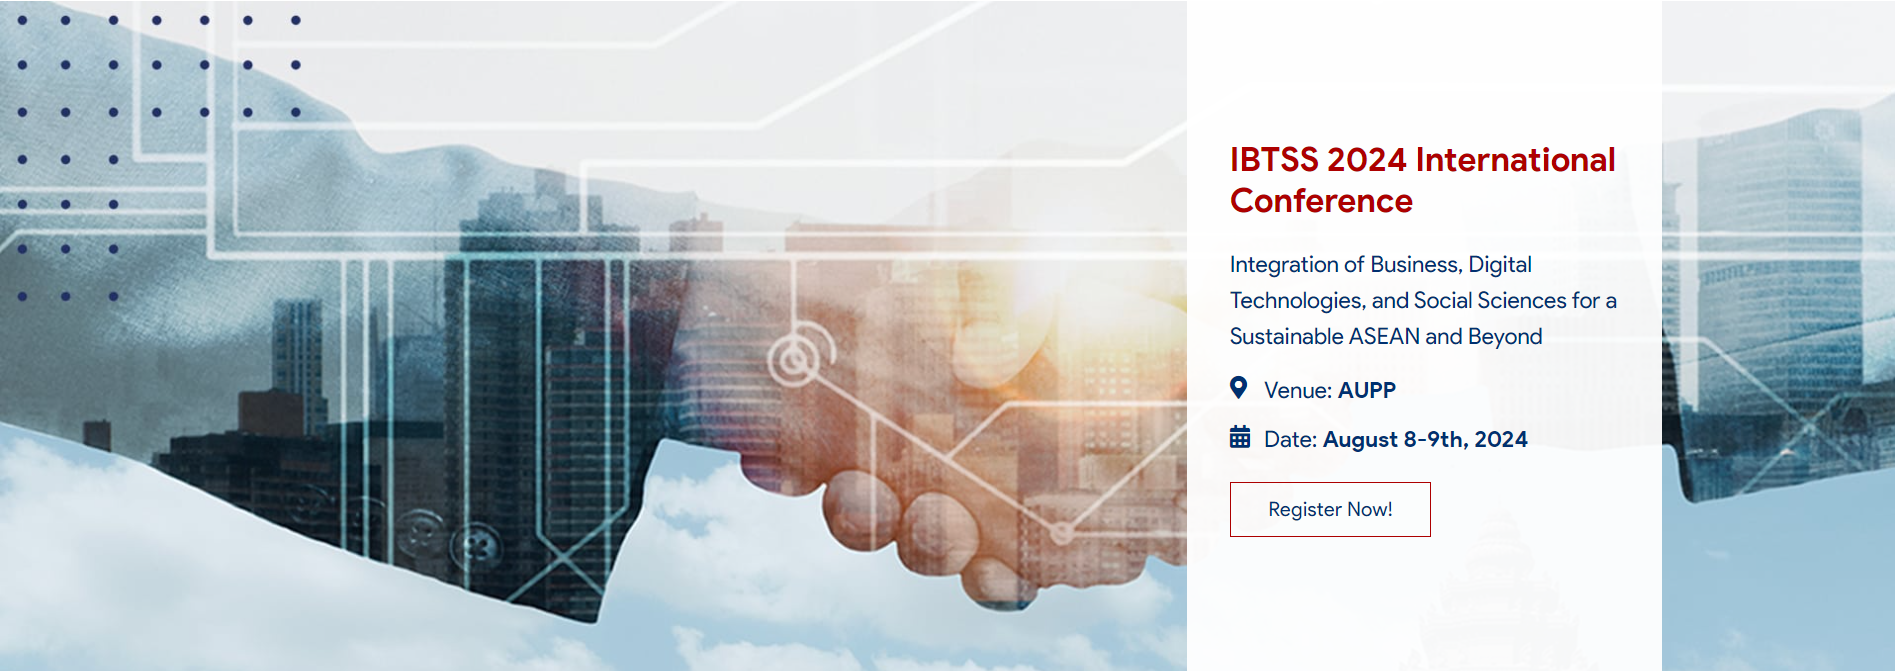 IBTSS 2024 International
Conference
Integration of Business, Digital
Technologies, and Social Sciences for a
Sustainable ASEAN and Beyond
Venue: AUPP
Date: August 8-9th, 2024
Register Now!